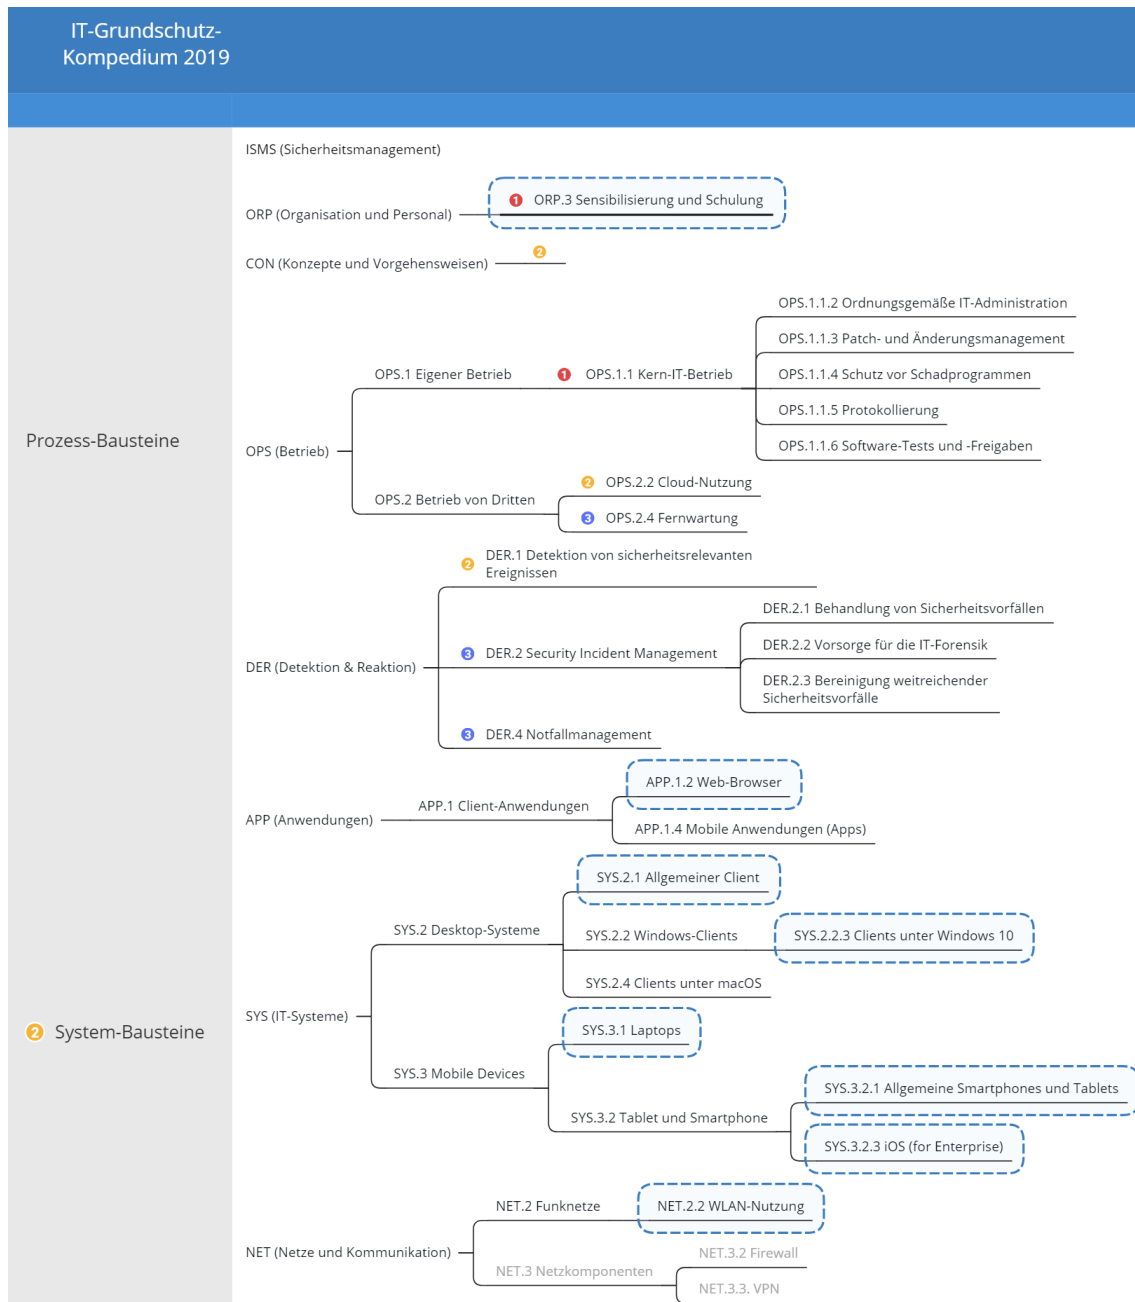 IT-Grundschutz-
Kompedium 2019
Prozess-Bausteine
ISMS (Sicherheitsmanagement)
ORP (Organisation und Personal)
1 ORP.3 Sensibilisierung und Schulung
CON (Konzepte und Vorgehensweisen)
2
OPS (Betrieb)
OPS.1 Eigener Betrieb
1 OPS.1.1 Kern-IT-Betrieb
OPS.1.1.2 Ordnungsgemäße IT-Administration
OPS.1.1.3 Patch- und Änderungsmanagement
OPS.1.1.4 Schutz vor Schadprogrammen
OPS.1.1.5 Protokollierung
OPS.1.1.6 Software-Tests und -Freigaben
OPS.2 Betrieb von Dritten
2 OPS.2.2 Cloud-Nutzung
3 OPS.2.4 Fernwartung
DER (Detektion & Reaktion)
2 DER.1 Detektion von sicherheitsrelevanten
Ereignissen
3 DER.2 Security Incident Management
DER.2.1 Behandlung von Sicherheitsvorfällen
DER.2.2 Vorsorge für die IT-Forensik
DER.2.3 Bereinigung weitreichender
Sicherheitsvorfälle
3 DER.4 Notfallmanagement
2 System-Bausteine
APP (Anwendungen)
APP.1 Client-Anwendungen
APP.1.2 Web-Browser
APP.1.4 Mobile Anwendungen (Apps)
SYS (IT-Systeme)
SYS.2 Desktop-Systeme
SYS.2.1 Allgemeiner Client
SYS.2.2 Windows-Clients
SYS.2.2.3 Clients unter Windows 10
SYS.2.4 Clients unter macOS
SYS.3 Mobile Devices
SYS.3.1 Laptops
SYS.3.2 Tablet und Smartphone
SYS.3.2.1 Allgemeine Smartphones und Tablets
SYS.3.2.3 iOS (for Enterprise)
NET (Netze und Kommunikation)
NET.2 Funknetze
NET.2.2 WLAN-Nutzung
NET.3 Netzkomponenten
NET.3.2 Firewall
NET.3.3. VPN